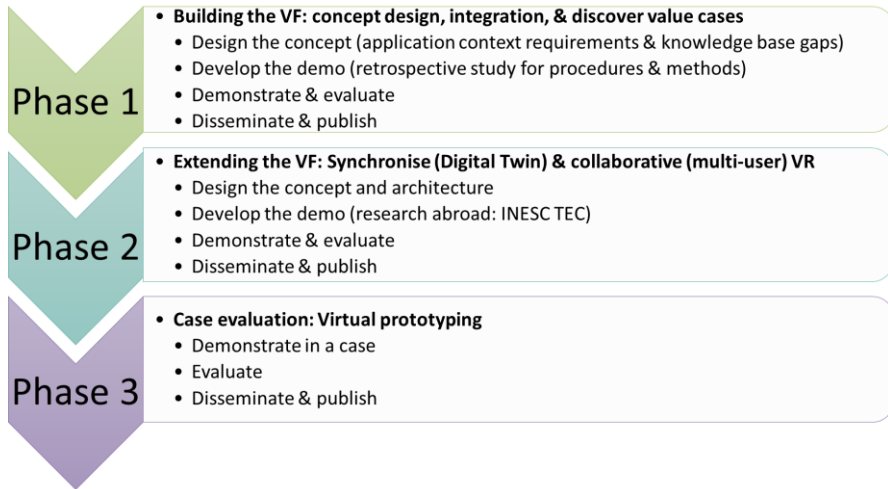 Phase 1
• Building the VF: concept design, integration, & discover value cases
• Design the concept (application context requirements & knowledge base gaps)
• Develop the demo (retrospective study for procedures & methods)
• Demonstrate & evaluate
• Disseminate & publish
Phase 2
• Extending the VF: Synchronise (Digital Twin) & collaborative (multi-user) VR
• Design the concept and architecture
• Develop the demo (research abroad: INESC TEC)
• Demonstrate & evaluate
• Disseminate & publish
Phase 3
• Case evaluation: Virtual prototyping
• Demonstrate in a case
• Evaluate
• Disseminate & publish